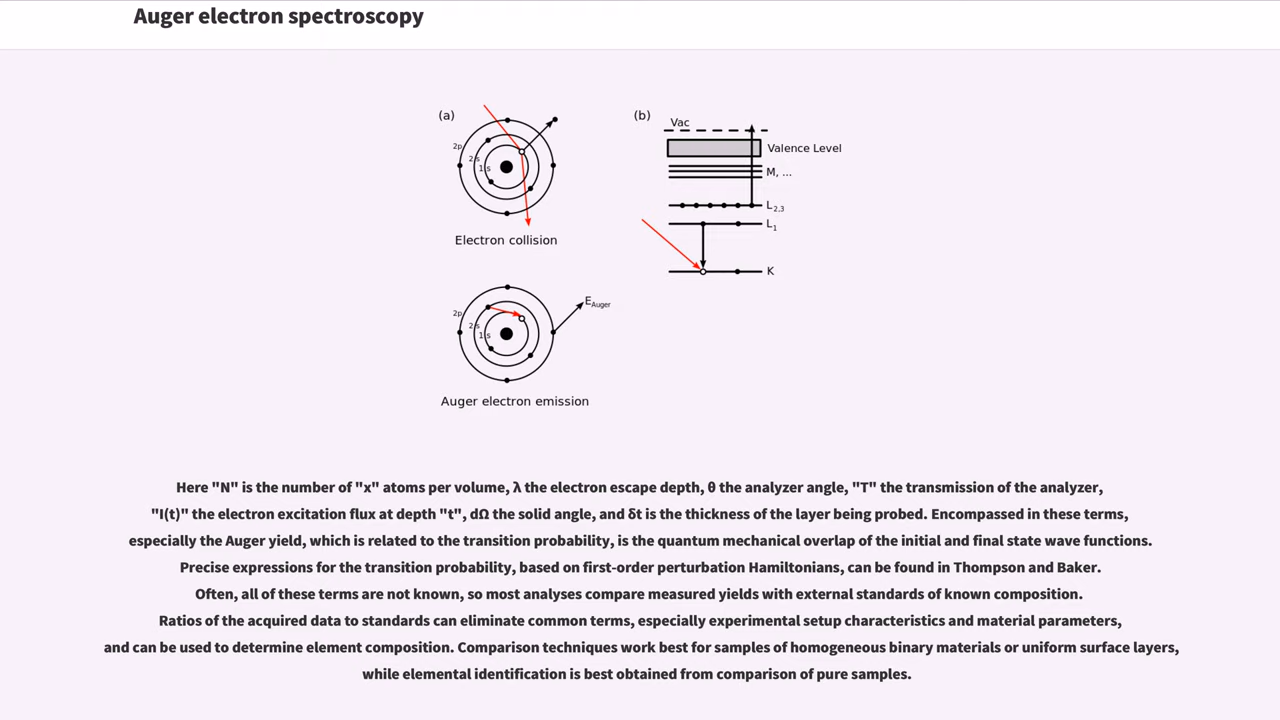 Auger electron spectroscopy
(a)
2p
2s
1s
Electron collision
2p
2s
1s
E Auger
Auger electron emission
(b)
Vac
Valence Level
M, ...
L2,3
L1
K
Here "N" is the number of "x" atoms per volume, λ the electron escape depth, θ the analyzer angle, "T" the transmission of the analyzer,
"I(t)" the electron excitation flux at depth "t", dΩ the solid angle, and δt is the thickness of the layer being probed. Encompassed in these terms,
especially the Auger yield, which is related to the transition probability, is the quantum mechanical overlap of the initial and final state wave functions.
Precise expressions for the transition probability, based on first-order perturbation Hamiltonians, can be found in Thompson and Baker.
Often, all of these terms are not known, so most analyses compare measured yields with external standards of known composition.
Ratios of the acquired data to standards can eliminate common terms, especially experimental setup characteristics and material parameters,
and can be used to determine element composition. Comparison techniques work best for samples of homogeneous binary materials or uniform surface layers,
while elemental identification is best obtained from comparison of pure samples.